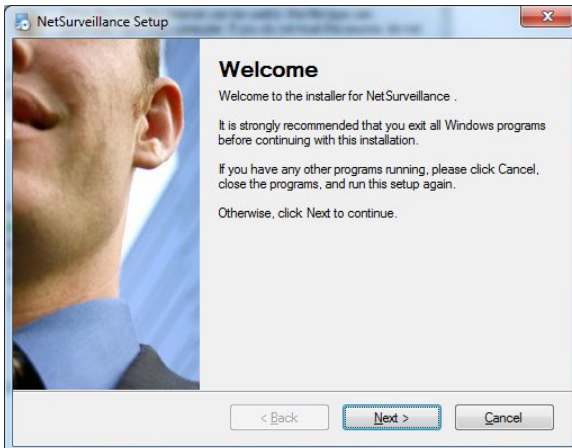 NetSurveillance Setup
Welcome
Welcome to the installer for NetSurveillance .
It is strongly recommended that you exit all Windows programs
before continuing with this installation.
If you have any other programs running, please click Cancel,
close the programs, and run this setup again.
Otherwise, click Next to continue.
< Back
Next >
Cancel